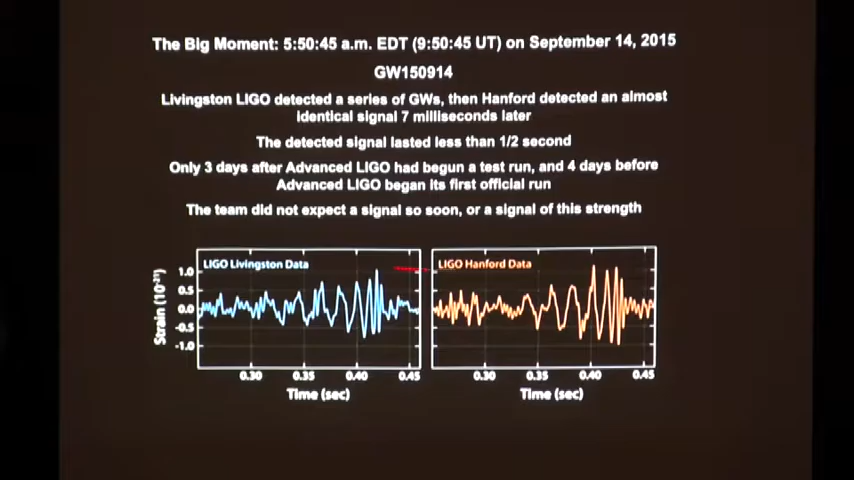 The Big Moment: 5:50:45 a.m. EDT (9:50:45 UT) on September 14, 2015
GW150914
Livingston LIGO detected a series of GWs, then Hanford detected an almost
identical signal 7 milliseconds later
The detected signal lasted less than 1/2 second
Only 3 days after Advanced LIGO had begun a test run, and 4 days before
Advanced LIGO began its first official run
The team did not expect a signal so soon, or a signal of this strength
LIGO Livingston Data
LIGO Hanford Data
Strain (10⁻²¹)
1.0
0.5
0.0
-0.5
-1.0
0.30 0.35 0.40 0.45
0.30 0.35 0.40 0.45
Time (sec)
Time (sec)